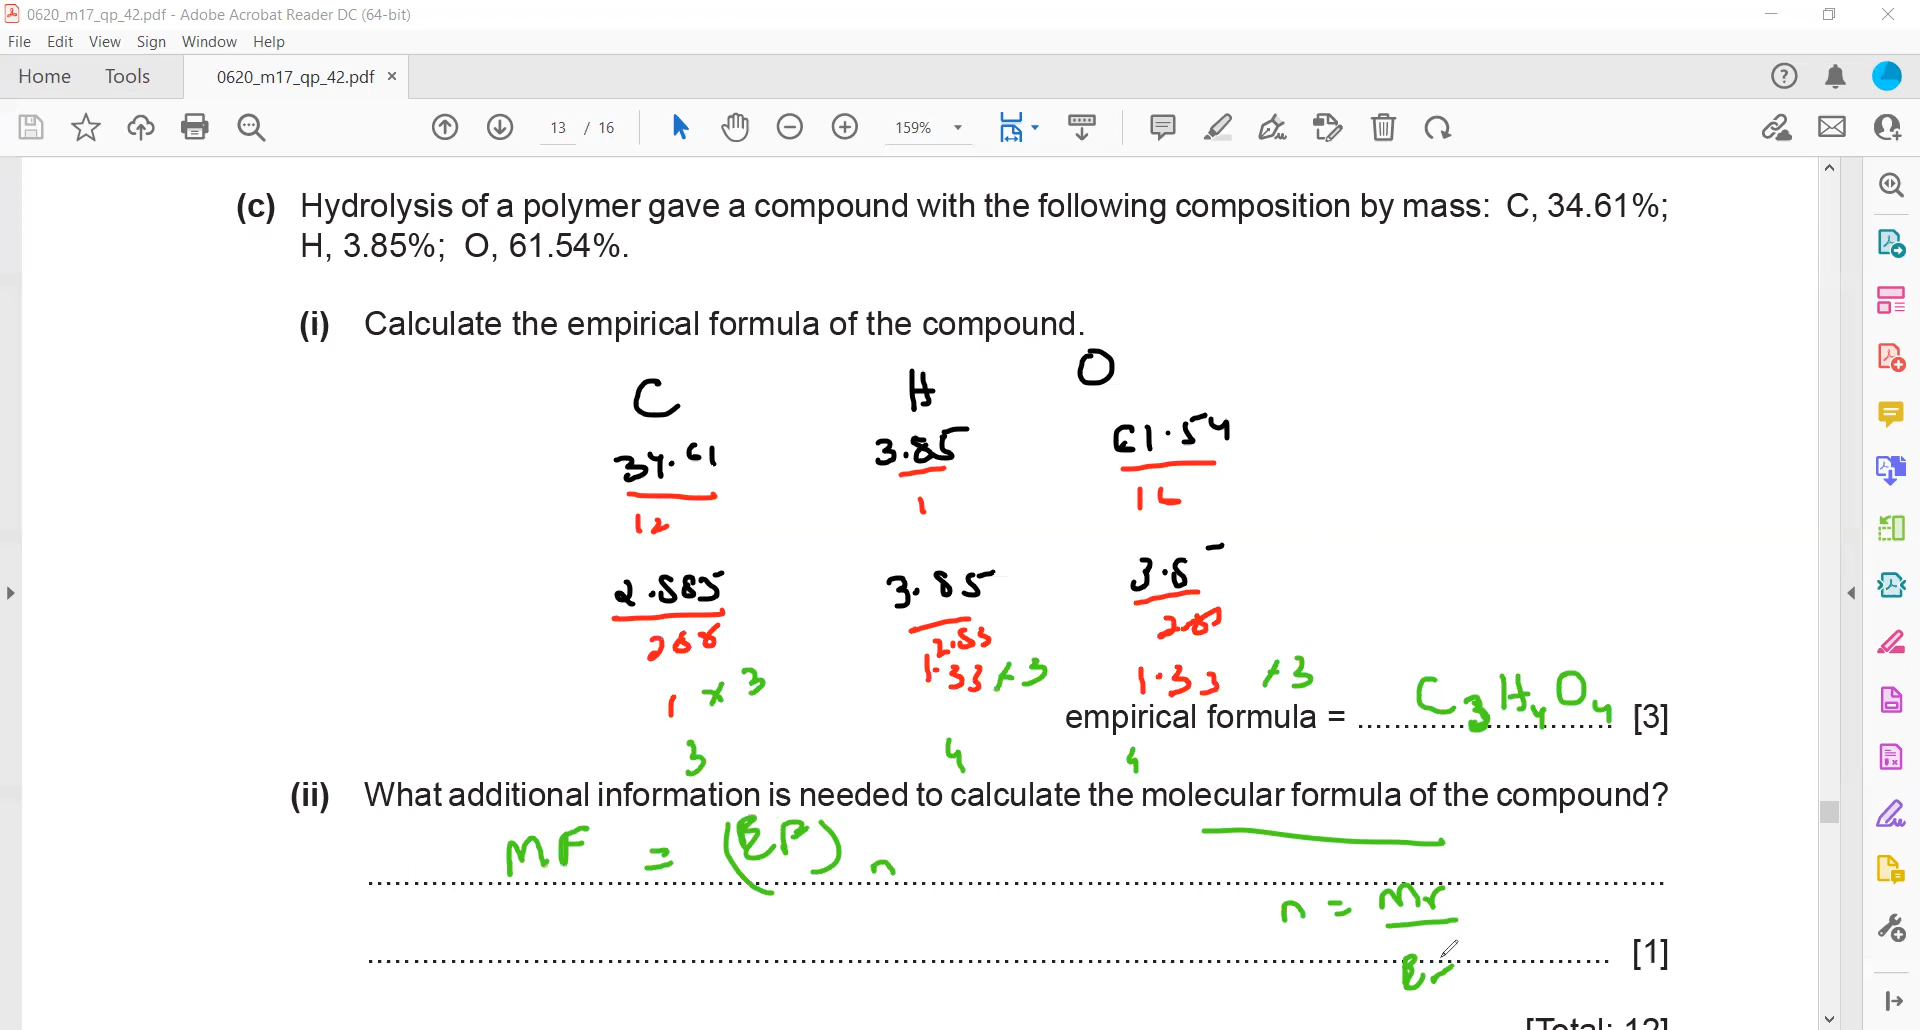 0620_m17_qp_42.pdf - Adobe Acrobat Reader DC (64-bit)
File Edit View Sign Window Help
Home Tools 0620_m17_qp_42.pdf ×
13 / 16 159%
(c) Hydrolysis of a polymer gave a compound with the following composition by mass: C, 34.61%;
H, 3.85%; O, 61.54%.
(i) Calculate the empirical formula of the compound.
C H O
34.61 3.85 61.54
12 1 16
2.885 3.85 3.8
2.88 2.88
1 x 3 1.33 x 3 1.33 x 3
empirical formula = C3H4O4 [3]
3 4 4
(ii) What additional information is needed to calculate the molecular formula of the compound?
MF = (EF) n
n = Mr
Er
[1]
[Total: 12]